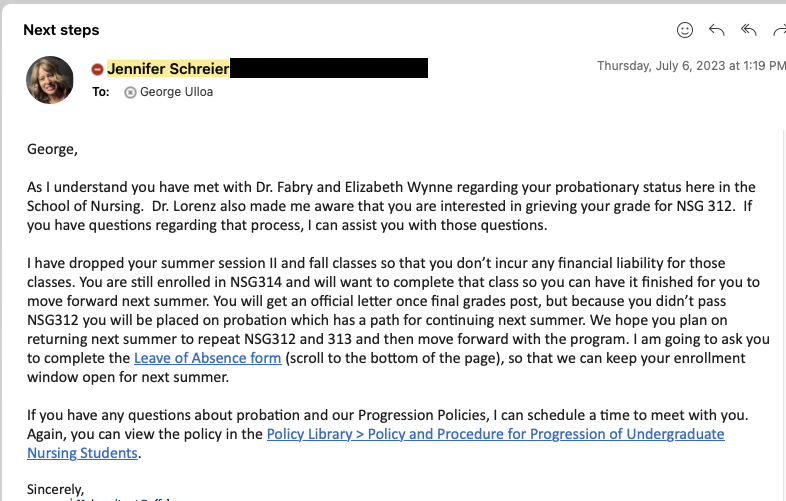 Next steps
Jennifer Schreier
Thursday, July 6, 2023 at 1:19 PM
To: George Ulloa
George,
As I understand you have met with Dr. Fabry and Elizabeth Wynne regarding your probationary status here in the
School of Nursing.  Dr. Lorenz also made me aware that you are interested in grieving your grade for NSG 312.  If
you have questions regarding that process, I can assist you with those questions.
I have dropped your summer session II and fall classes so that you don’t incur any financial liability for those
classes. You are still enrolled in NSG314 and will want to complete that class so you can have it finished for you to
move forward next summer. You will get an official letter once final grades post, but because you didn’t pass
NSG312 you will be placed on probation which has a path for continuing next summer. We hope you plan on
returning next summer to repeat NSG312 and 313 and then move forward with the program. I am going to ask you
to complete the Leave of Absence form (scroll to the bottom of the page), so that we can keep your enrollment
window open for next summer.
If you have any questions about probation and our Progression Policies, I can schedule a time to meet with you.
Again, you can view the policy in the Policy Library > Policy and Procedure for Progression of Undergraduate
Nursing Students.
Sincerely,